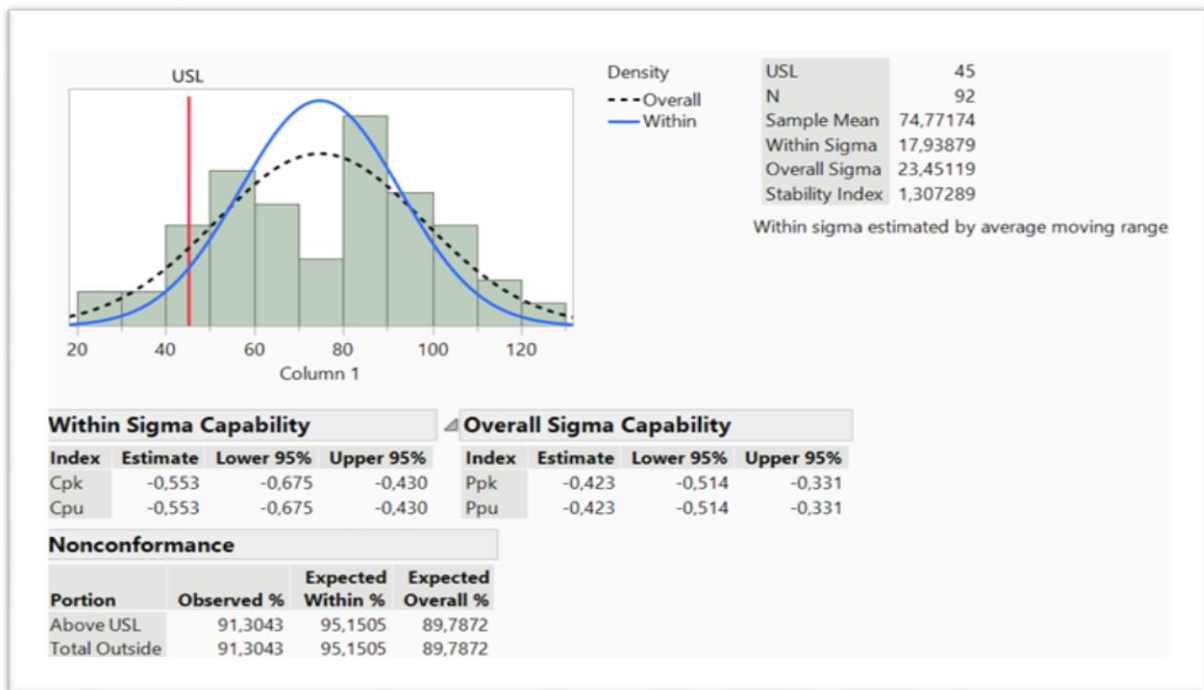 USL
20 40 60 80 100 120
Column 1
Density
Overall
Within
USL 45
N 92
Sample Mean 74,77174
Within Sigma 17,93879
Overall Sigma 23,45119
Stability Index 1,307289
Within sigma estimated by average moving range
Within Sigma Capability
Index Estimate Lower 95% Upper 95%
Cpk -0,553 -0,675 -0,430
Cpu -0,553 -0,675 -0,430
Overall Sigma Capability
Index Estimate Lower 95% Upper 95%
Ppk -0,423 -0,514 -0,331
Ppu -0,423 -0,514 -0,331
Nonconformance
Expected Expected
Portion Observed % Within % Overall %
Above USL 91,3043 95,1505 89,7872
Total Outside 91,3043 95,1505 89,7872